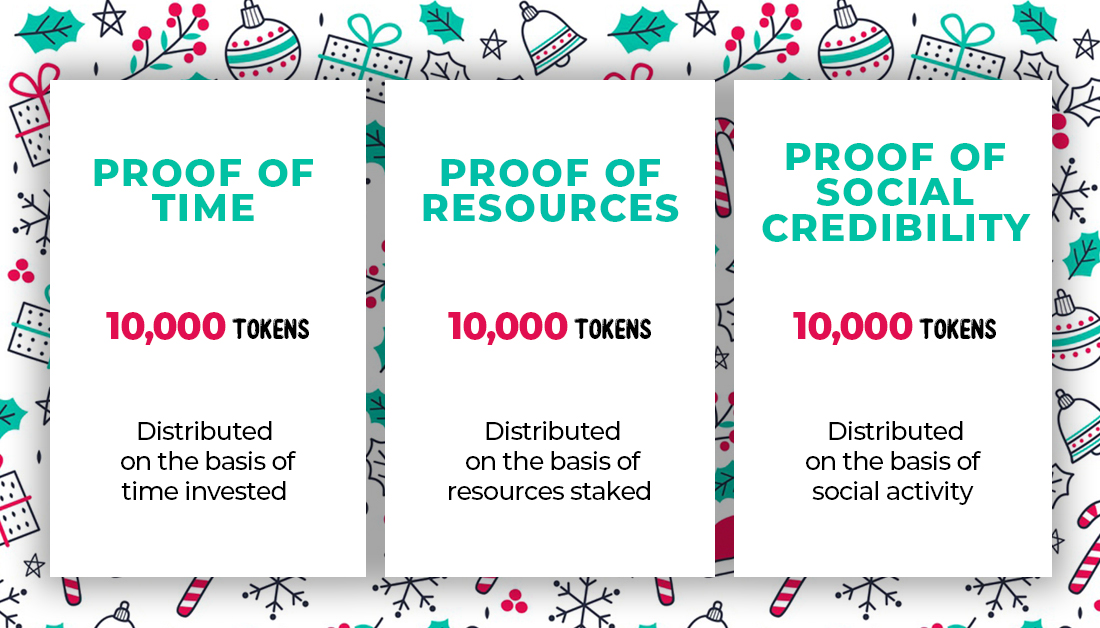 PROOF OF
TIME
10,000 TOKENS
Distributed
on the basis of
time invested
PROOF OF
RESOURCES
10,000 TOKENS
Distributed
on the basis of
resources staked
PROOF OF
SOCIAL
CREDIBILITY
10,000 TOKENS
Distributed
on the basis of
social activity